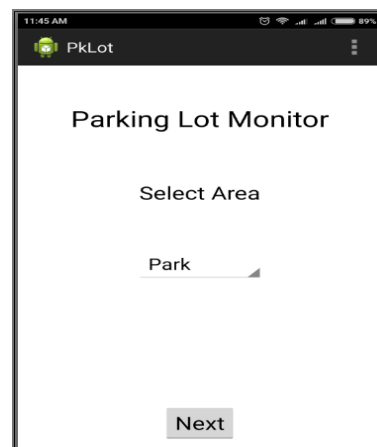 11:45 AM 89%
PkLot
Parking Lot Monitor
Select Area
Park
Next